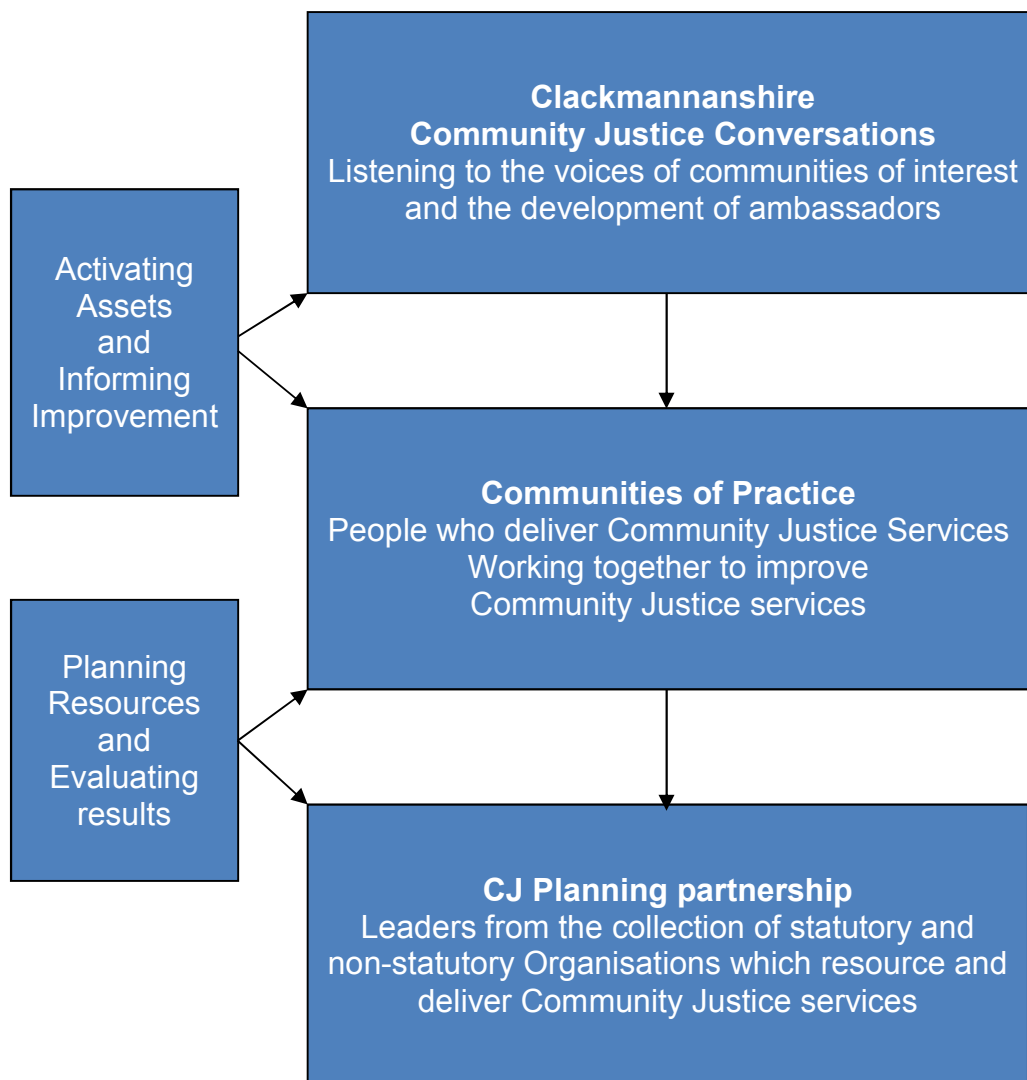 Clackmannanshire
Community Justice Conversations
Listening to the voices of communities of interest
and the development of ambassadors
Activating
Assets
and
Informing
Improvement
Communities of Practice
People who deliver Community Justice Services
Working together to improve
Community Justice services
Planning
Resources
and
Evaluating
results
CJ Planning partnership
Leaders from the collection of statutory and
non-statutory Organisations which resource and
deliver Community Justice services